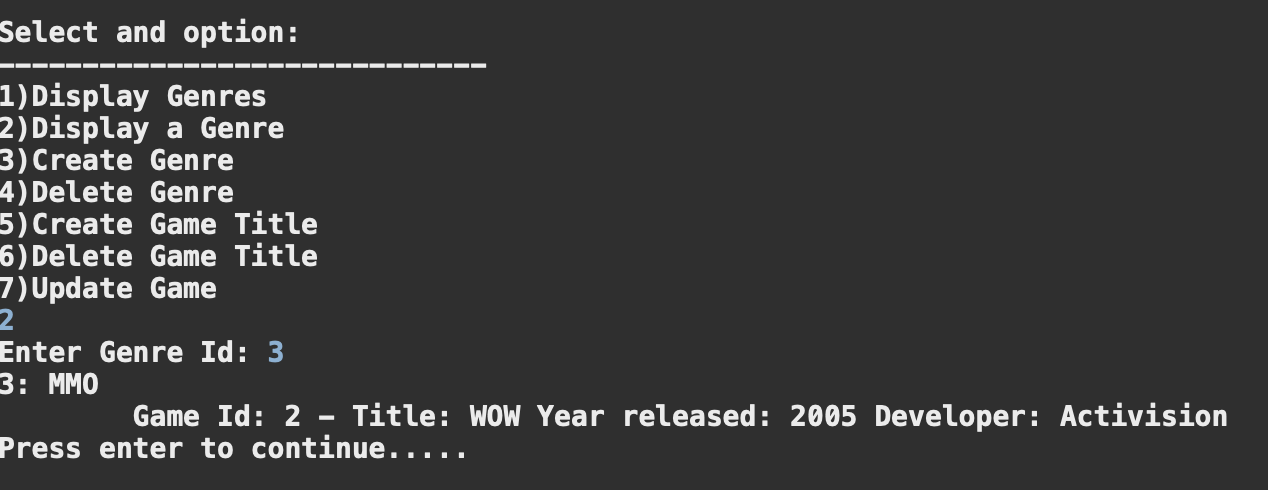 Select and option:
-----------------------------
1)Display Genres
2)Display a Genre
3)Create Genre
4)Delete Genre
5)Create Game Title
6)Delete Game Title
7)Update Game
2
Enter Genre Id: 3
3: MMO
Game Id: 2 - Title: WOW Year released: 2005 Developer: Activision
Press enter to continue.....